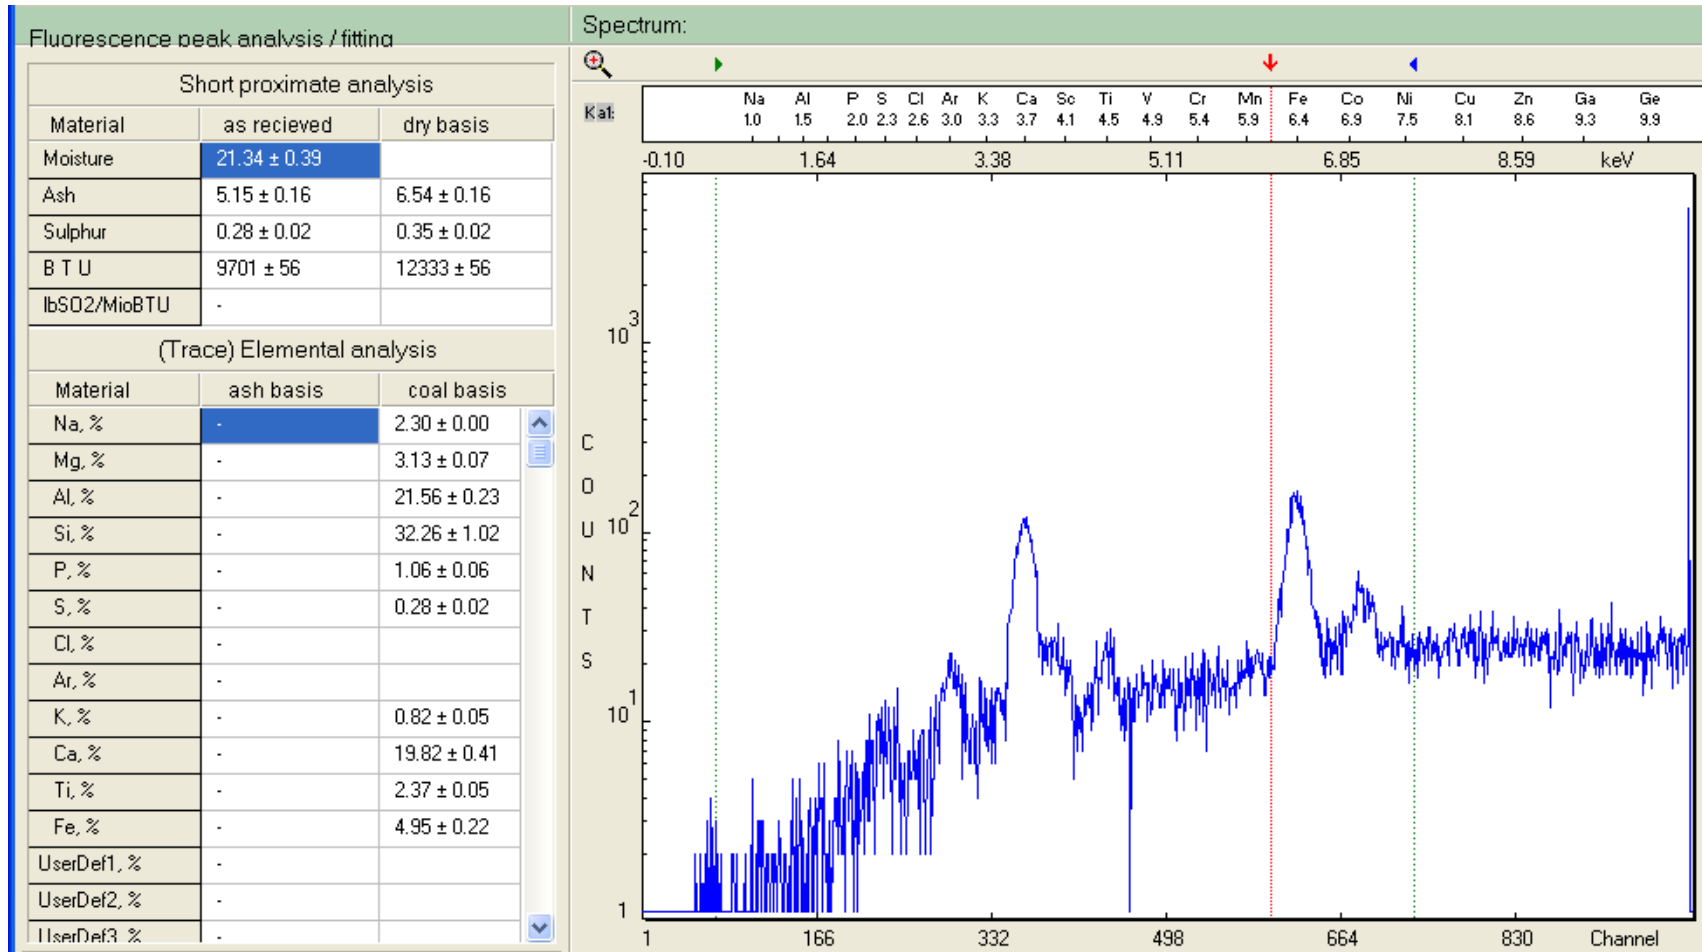 Fluorescence peak analysis / fitting
Short proximate analysis
Material as recieved dry basis
Moisture 21.34 ± 0.39
Ash 5.15 ± 0.16 6.54 ± 0.16
Sulphur 0.28 ± 0.02 0.35 ± 0.02
B T U 9701 ± 56 12333 ± 56
lbSO2/MioBTU -
(Trace) Elemental analysis
Material ash basis coal basis
Na, % - 2.30 ± 0.00
Mg, % - 3.13 ± 0.07
Al, % - 21.56 ± 0.23
Si, % - 32.26 ± 1.02
P, % - 1.06 ± 0.06
S, % - 0.28 ± 0.02
Cl, % -
Ar, % -
K, % - 0.82 ± 0.05
Ca, % - 19.82 ± 0.41
Ti, % - 2.37 ± 0.05
Fe, % - 4.95 ± 0.22
UserDef1, % -
UserDef2, % -
UserDef3, % -
Spectrum:
Ka1:
Na Al P S Cl Ar K Ca Sc Ti V Cr Mn Fe Co Ni Cu Zn Ga Ge
1.0 1.5 2.0 2.3 2.6 3.0 3.3 3.7 4.1 4.5 4.9 5.4 5.9 6.4 6.9 7.5 8.1 8.6 9.3 9.9
-0.10 1.64 3.38 5.11 6.85 8.59 keV
10^3
10^2
10^1
1
COUNTS
1 166 332 498 664 830 Channel